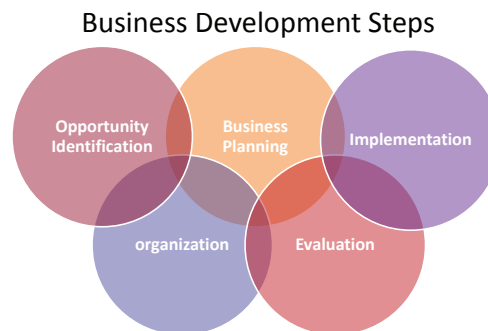 Business Development Steps
Opportunity
Identification
Business
Planning
Implementation
organization
Evaluation